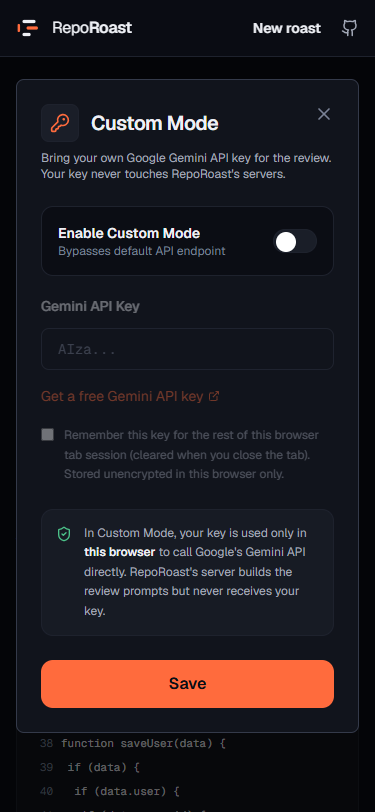 RepoRoast
New roast
Custom Mode
Bring your own Google Gemini API key for the review.
Your key never touches RepoRoast's servers.
Enable Custom Mode
Bypasses default API endpoint
Gemini API Key
AIza...
Get a free Gemini API key
Remember this key for the rest of this browser
tab session (cleared when you close the tab).
Stored unencrypted in this browser only.
In Custom Mode, your key is used only in
this browser to call Google's Gemini API
directly. RepoRoast's server builds the
review prompts but never receives your
key.
Save
38 function saveUser(data) {
39 if (data) {
40 if (data.user) {